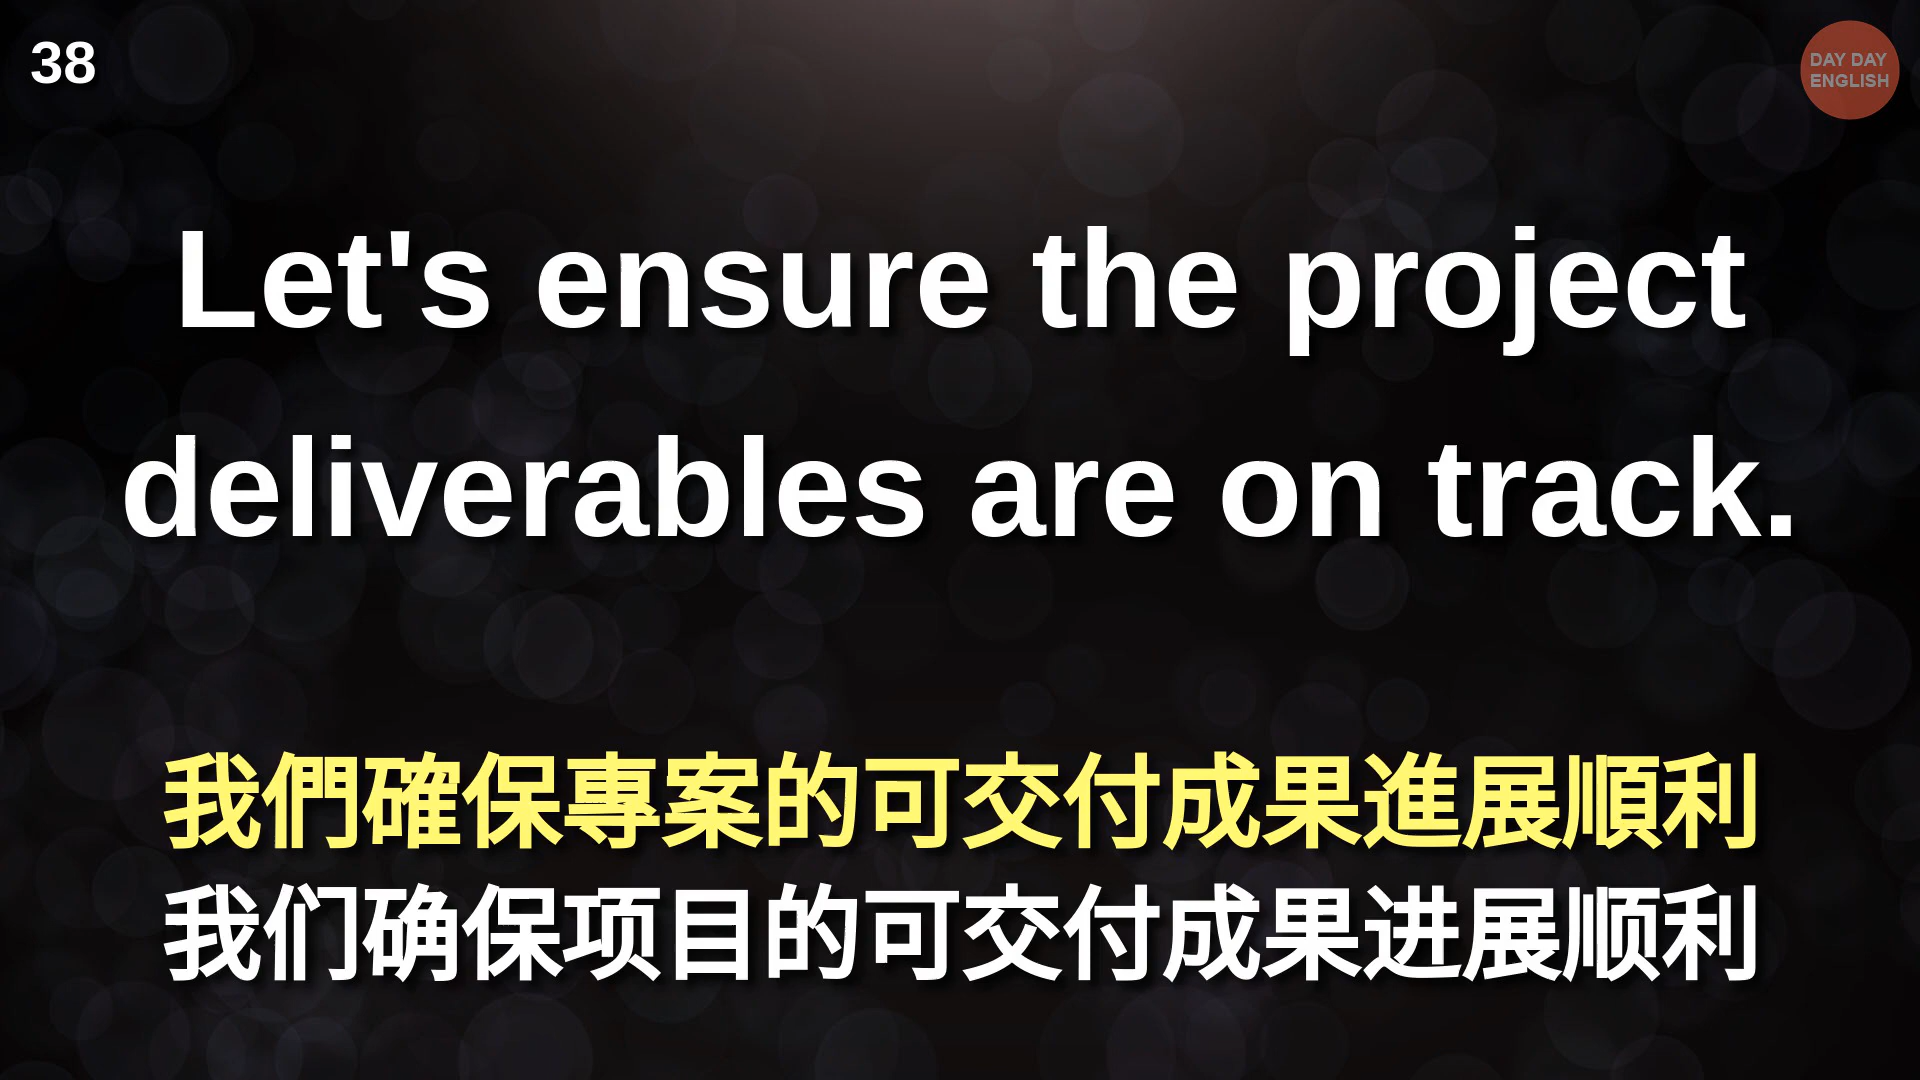 38
DAY DAY
ENGLISH
Let's ensure the project
deliverables are on track.
我們確保專案的可交付成果進展順利
我们确保项目的可交付成果进展顺利